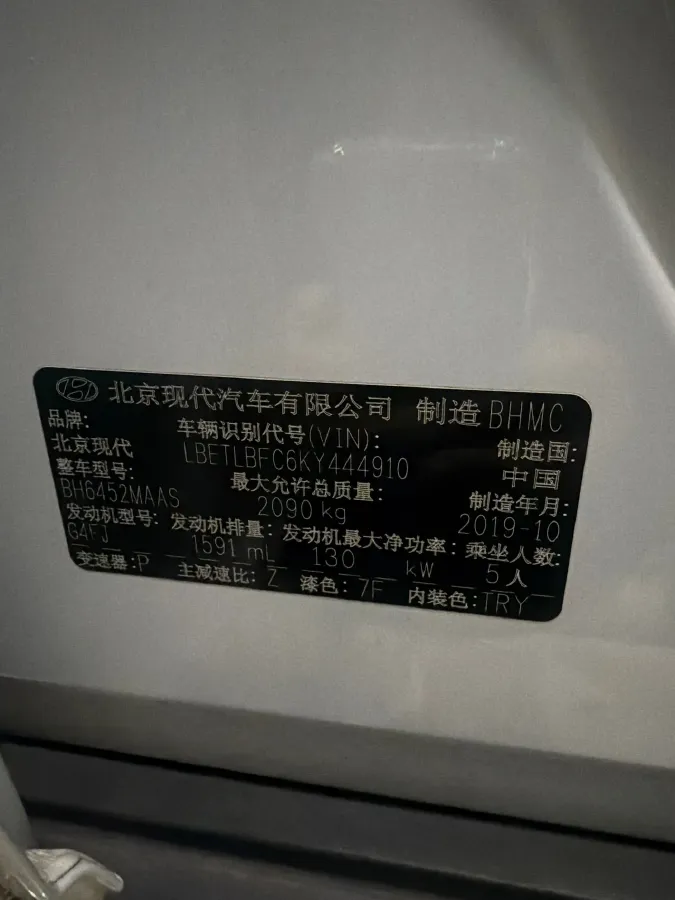 北京现代汽车有限公司 制造 BHMC
品牌: 车辆识别代号(VIN): 制造国:
北京现代 LBETLBFC6KY444910 中国
整车型号: 最大允许总质量: 制造年月:
BH6452MAAS 2090 kg 2019-10
发动机型号: 发动机排量: 发动机最大净功率: 乘坐人数:
G4FJ 1591 mL 130 kW 5 人
变速器:P 主减速比: Z 漆色: 7F 内装色:TRY